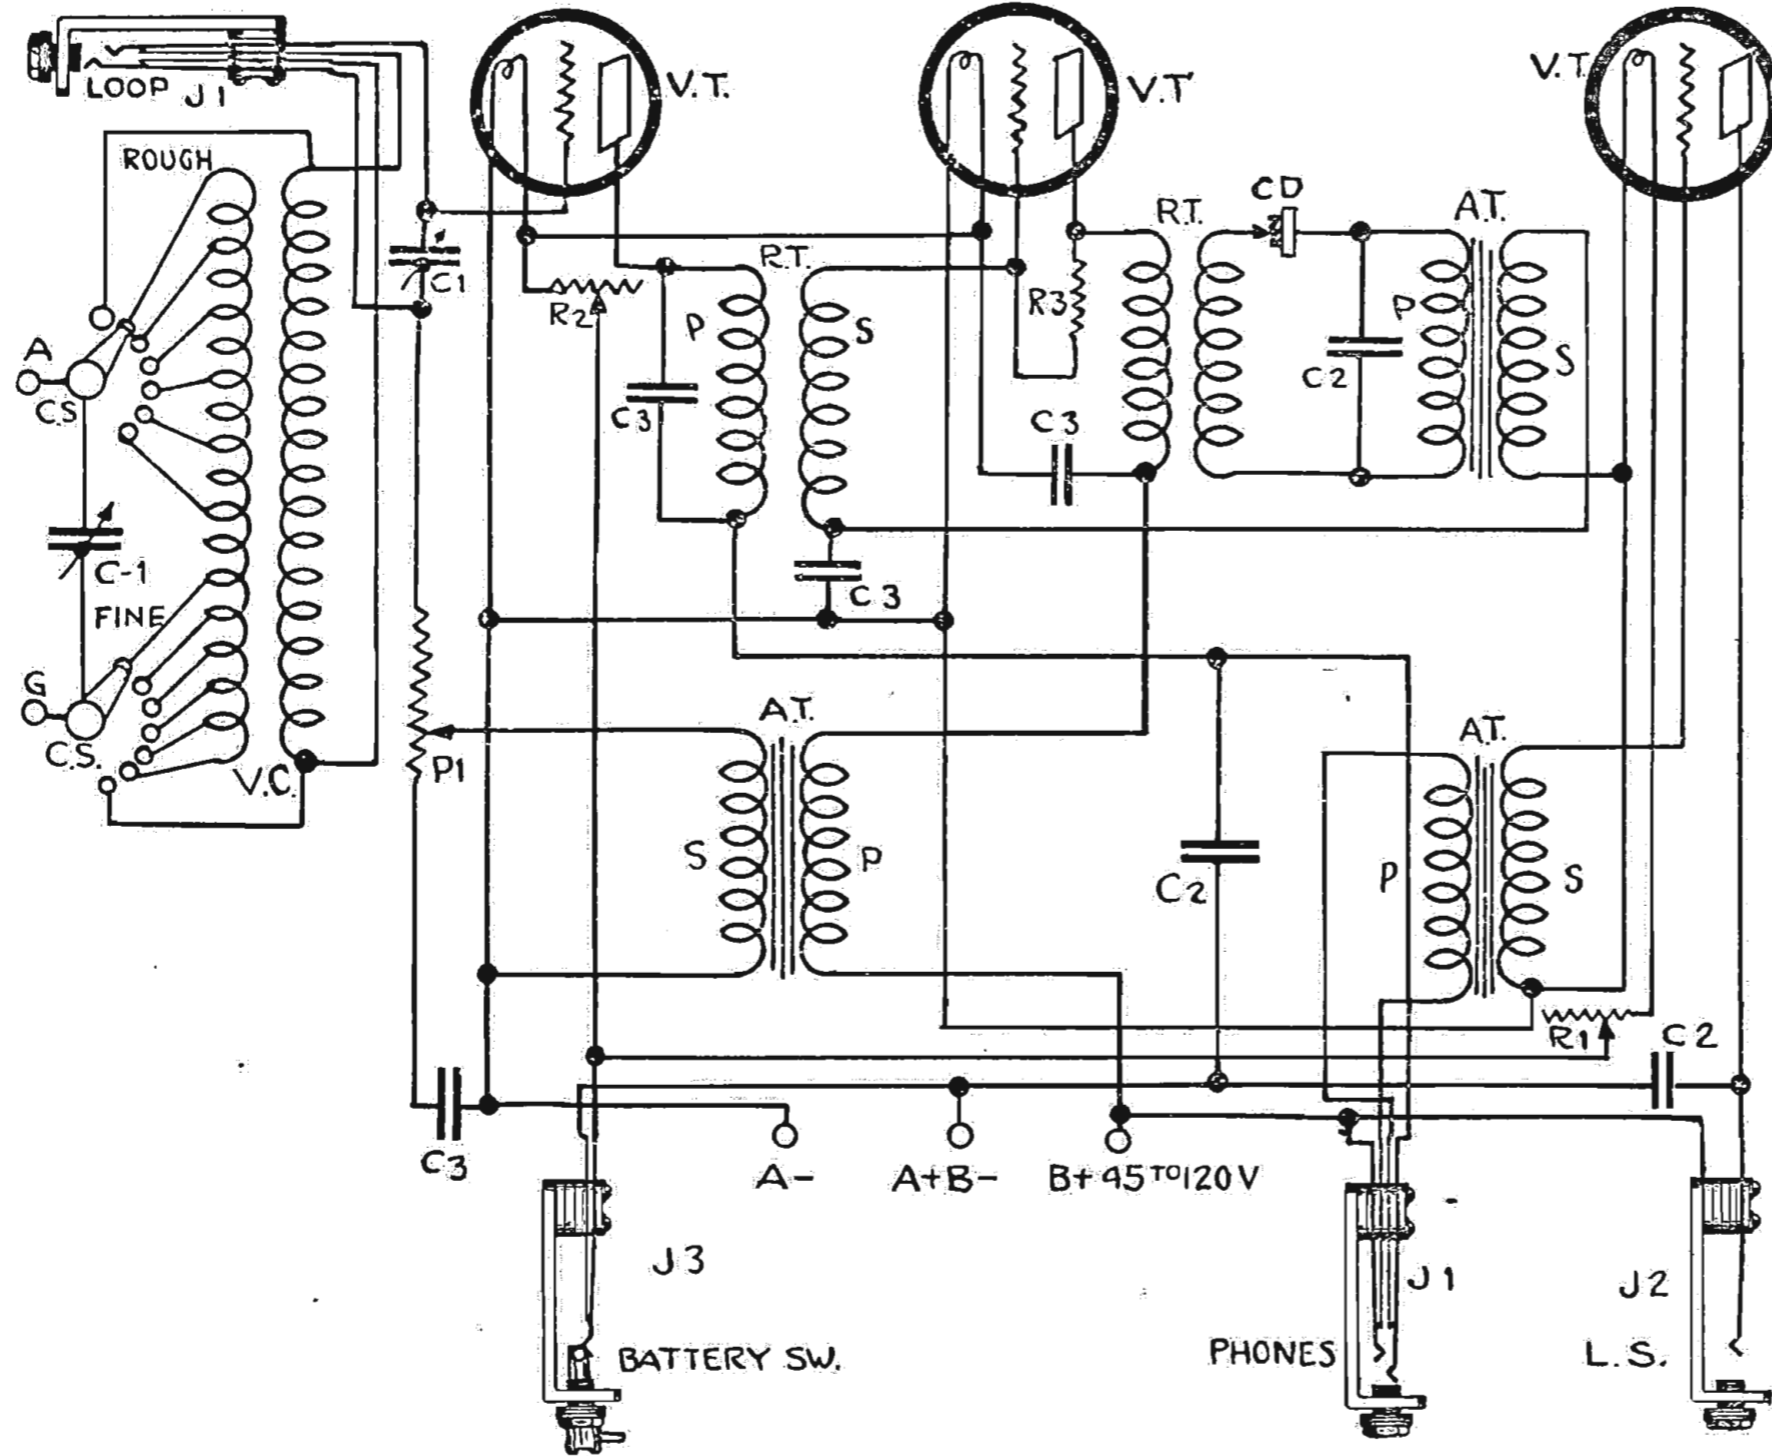 LOOP J1
V.T.
V.T
V.T.
ROUGH
CD
R.T.
A.T.
R.T.
C1
R2
P
S
R3
P
S
A
C.S
C3
C3
C2
C-1
FINE
C3
G
C.S.
V.C.
P1
A.T.
A.T.
S
P
C2
P
S
R1
C2
C3
A-
A+B-
B+45 TO 120 V
J3
J1
J2
BATTERY SW.
PHONES
L.S.